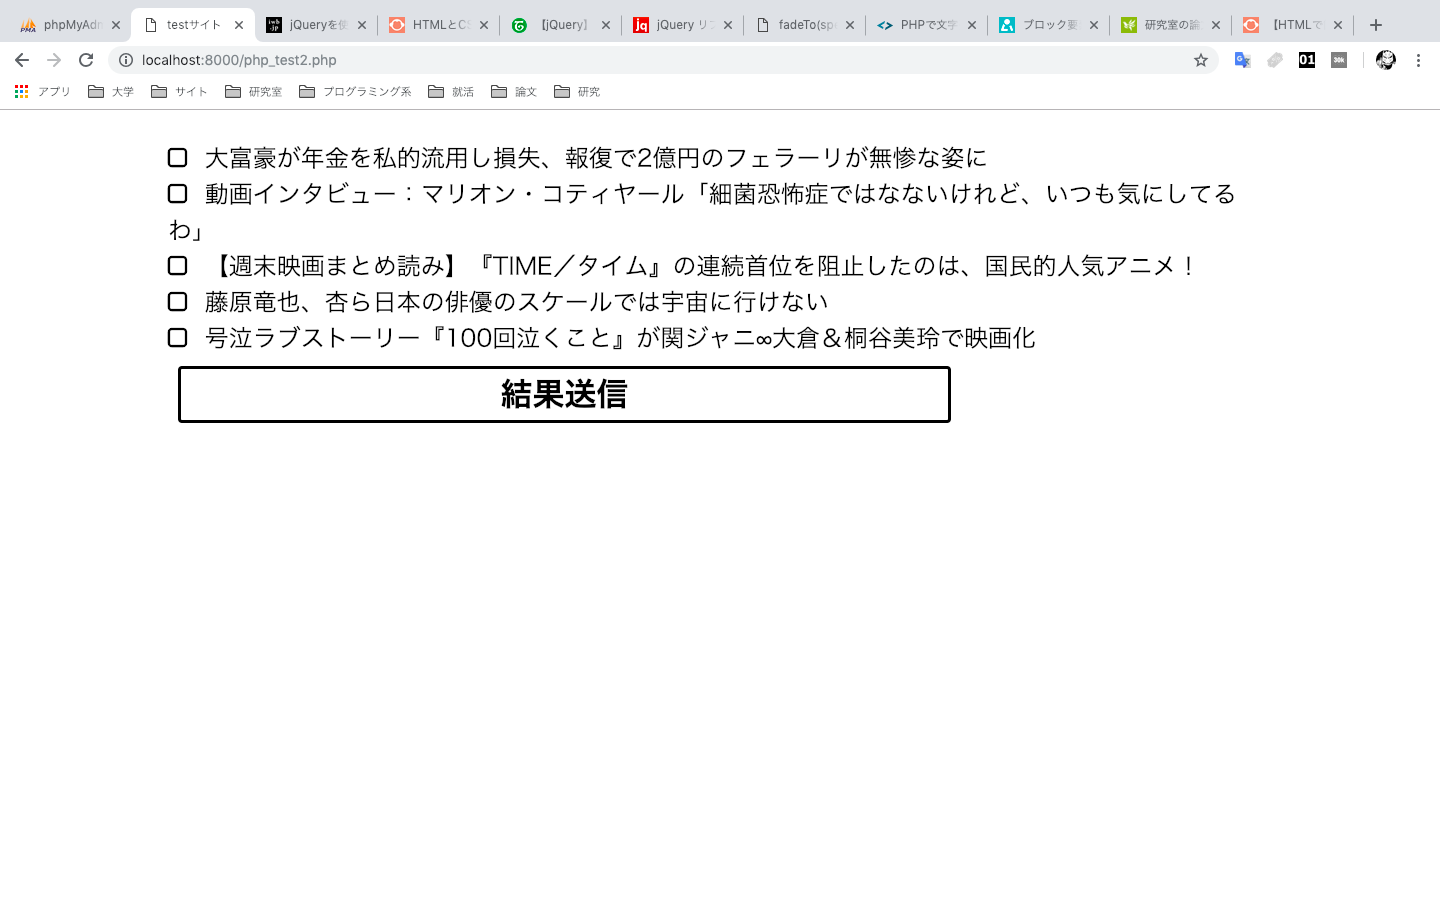 phpMyAdm
testサイト
jQueryを使
HTMLとCS
【jQuery】
jQuery リフ
fadeTo(spe
PHPで文字
ブロック要
研究室の論
【HTMLで
localhost:8000/php_test2.php
01
30k
アプリ
大学
サイト
研究室
プログラミング系
就活
論文
研究
大富豪が年金を私的流用し損失、報復で2億円のフェラーリが無惨な姿に
動画インタビュー：マリオン・コティヤール「細菌恐怖症ではなないけれど、いつも気にしてる
わ」
【週末映画まとめ読み】『TIME／タイム』の連続首位を阻止したのは、国民的人気アニメ！
藤原竜也、杏ら日本の俳優のスケールでは宇宙に行けない
号泣ラブストーリー『100回泣くこと』が関ジャニ∞大倉＆桐谷美玲で映画化
結果送信